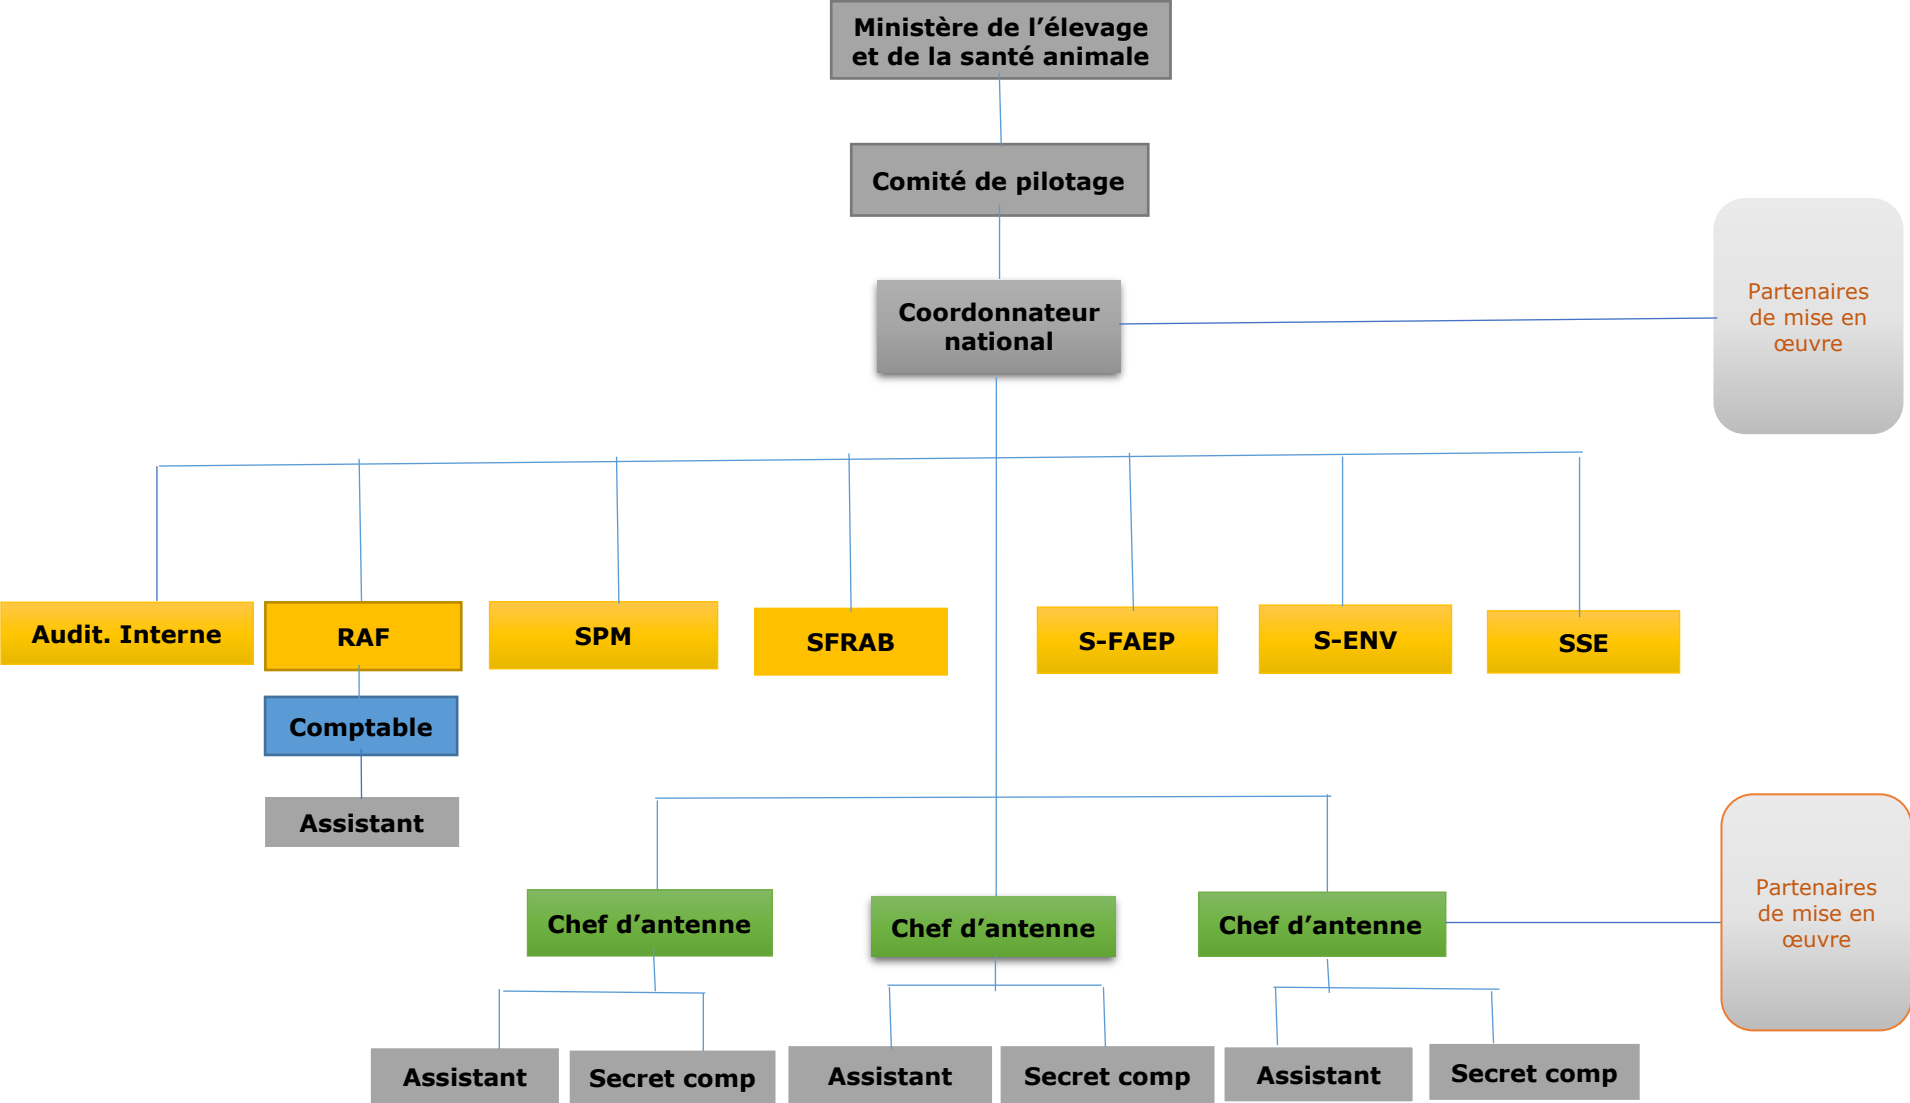 Ministère de l’élevage
et de la santé animale
Comité de pilotage
Coordonnateur
national
Partenaires
de mise en
œuvre
Audit. Interne
RAF
SPM
SFRAB
S-FAEP
S-ENV
SSE
Comptable
Assistant
Chef d’antenne
Chef d’antenne
Chef d’antenne
Partenaires
de mise en
œuvre
Assistant
Secret comp
Assistant
Secret comp
Assistant
Secret comp